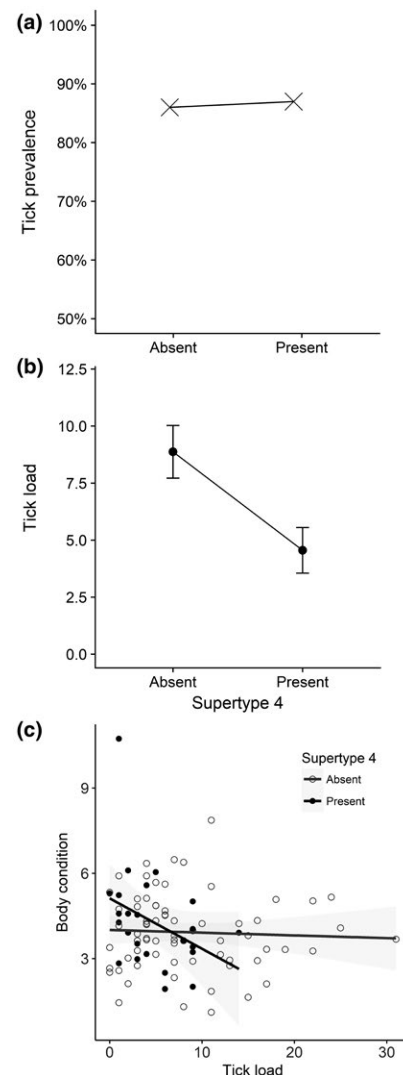 (a)
100%
90%
80%
70%
60%
50%
Tick prevalence
Absent Present
(b)
12.5
10.0
7.5
5.0
2.5
0.0
Tick load
Absent Present
Supertype 4
(c)
9
6
3
Body condition
Supertype 4
Absent
Present
0 10 20 30
Tick load